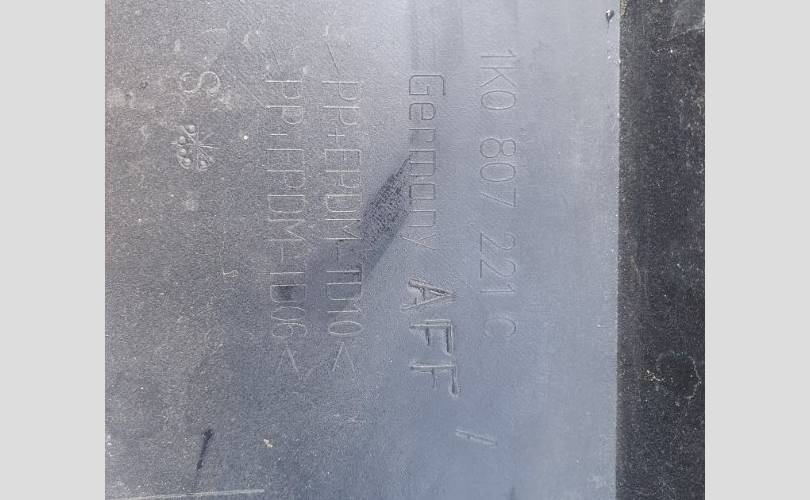 1K0 807 221 C
Germany AFF
>PP+EPDM-TD10<
>PP+EPDM-TD06<
S